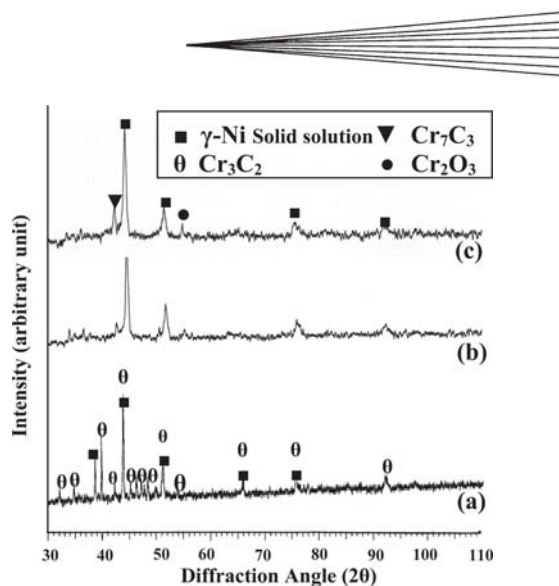 ■ γ-Ni Solid solution ▼ Cr₇C₃
θ Cr₃C₂ ● Cr₂O₃
(c)
(b)
θ
θ θ θ θ
θ θ θ θ θ θ θ θ θ
(a)
Intensity (arbitrary unit)
30 40 50 60 70 80 90 100 110
Diffraction Angle (2θ)